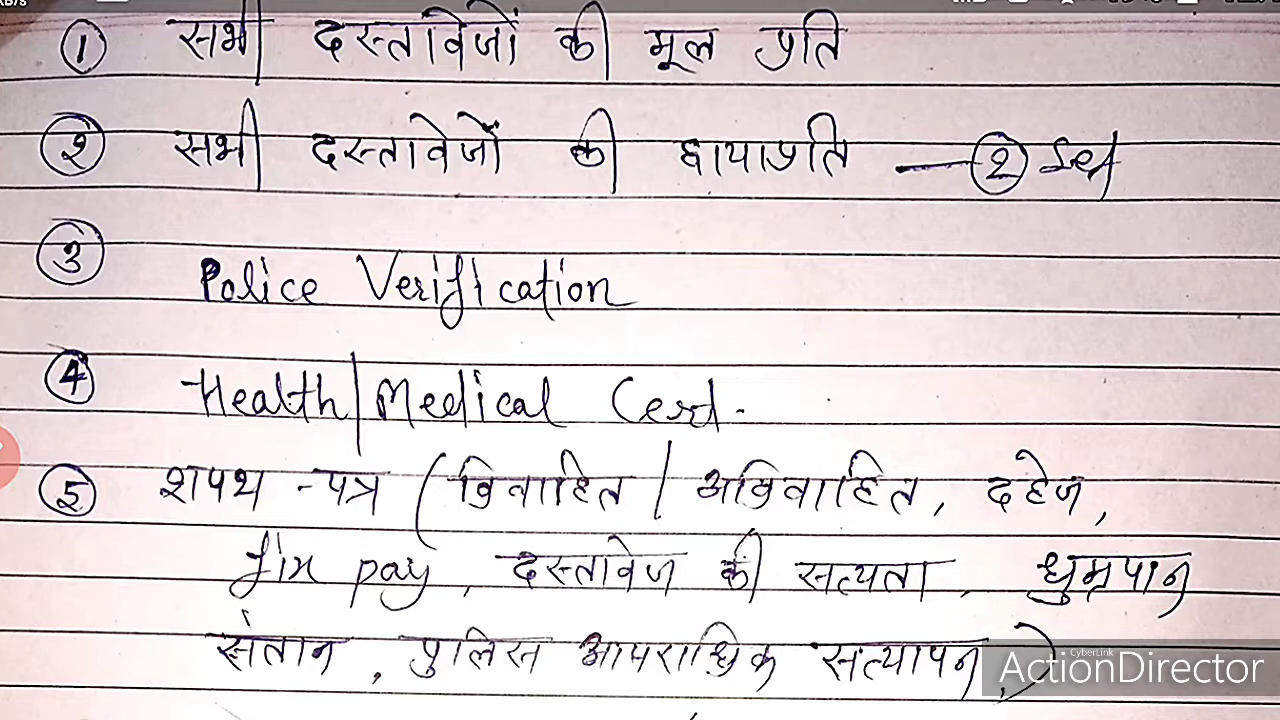 ① सभी दस्तावेजों की मूल प्रति
② सभी दस्तावेजों की छायाप्रति — ② Set
③ Police Verification
④ Health/Medical Cert.
⑤ शपथ-पत्र (विवाहित/अविवाहित, दहेज,
fix pay, दस्तावेज की सत्यता, धुम्रपान
संतान, पुलिस आपराधिक सत्यापन,)
CyberLink
ActionDirector